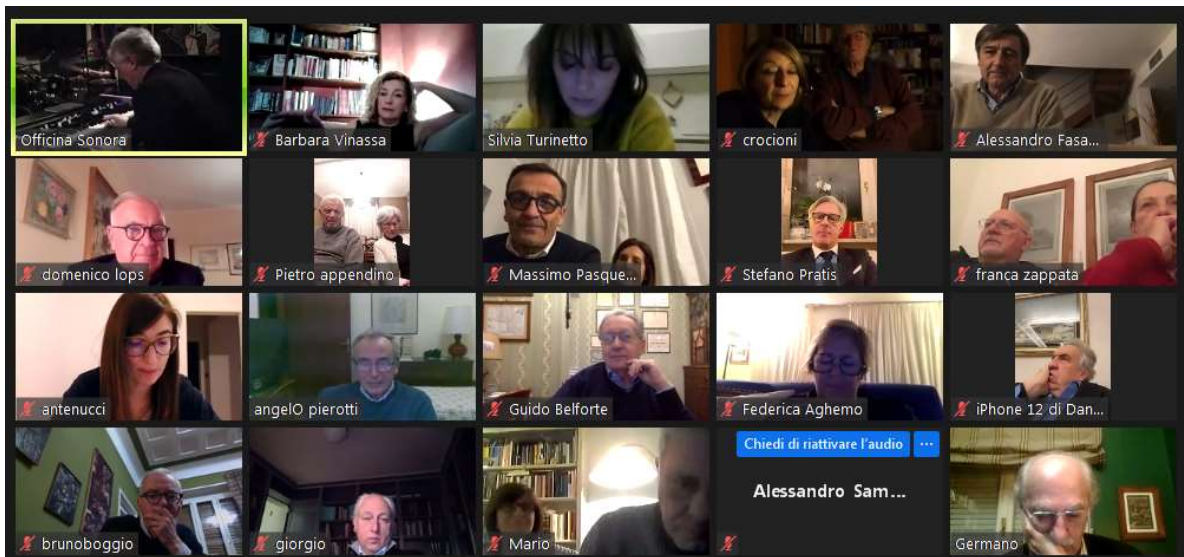 Officina Sonora
Barbara Vinassa
Silvia Turinetto
crocioni
Alessandro Fasa...
domenico lops
Pietro appendino
Massimo Pasque...
Stefano Pratis
franca zappata
antenucci
angelO pierotti
Guido Belforte
Federica Aghemo
iPhone 12 di Dan...
brunoboggio
giorgio
Mario
Chiedi di riattivare l'audio ...
Alessandro Sam...
Germano